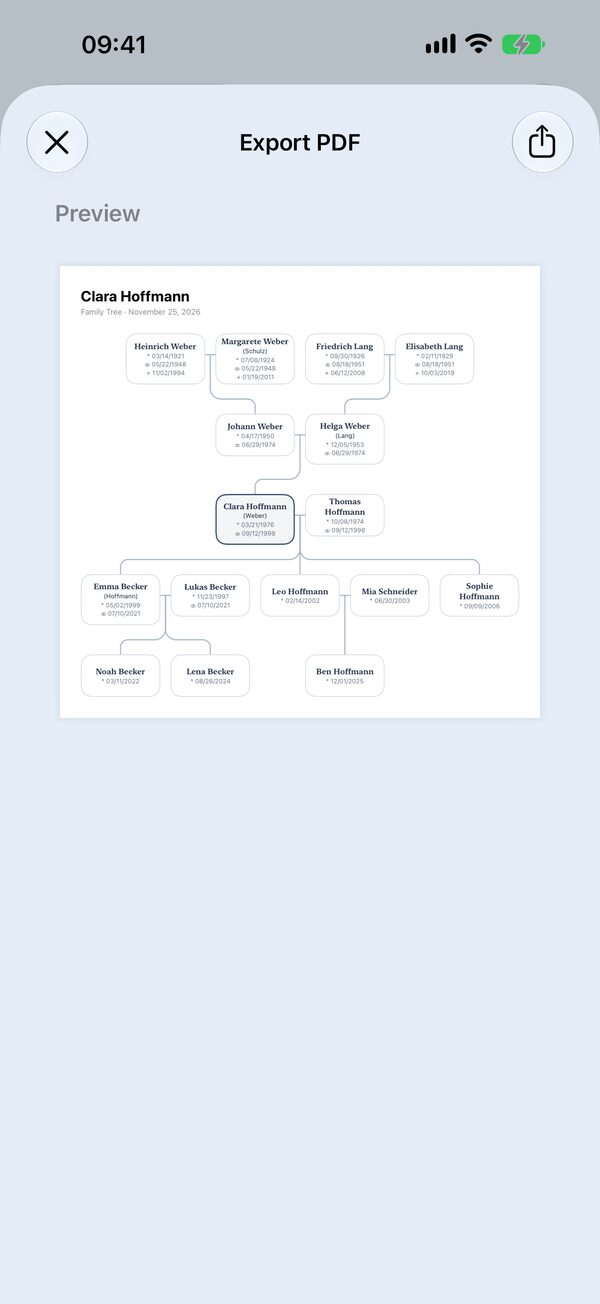 09:41
Export PDF
Preview
Clara Hoffmann
Family Tree · November 25, 2026
Heinrich Weber
* 03/14/1921
⚭ 05/22/1948
+ 11/02/1994
Margarete Weber
(Schulz)
* 07/08/1924
⚭ 05/22/1948
+ 01/19/2011
Friedrich Lang
* 09/30/1926
⚭ 08/18/1951
+ 06/12/2008
Elisabeth Lang
* 02/11/1929
⚭ 08/18/1951
+ 10/03/2019
Johann Weber
* 04/17/1950
⚭ 06/29/1974
Helga Weber
(Lang)
* 12/05/1953
⚭ 06/29/1974
Clara Hoffmann
(Weber)
* 03/21/1976
⚭ 09/12/1998
Thomas
Hoffmann
* 10/08/1974
⚭ 09/12/1998
Emma Becker
(Hoffmann)
* 05/02/1999
⚭ 07/10/2021
Lukas Becker
* 11/23/1997
⚭ 07/10/2021
Leo Hoffmann
* 02/14/2002
Mia Schneider
* 06/30/2003
Sophie
Hoffmann
* 09/09/2006
Noah Becker
* 03/11/2022
Lena Becker
* 08/26/2024
Ben Hoffmann
* 12/01/2025